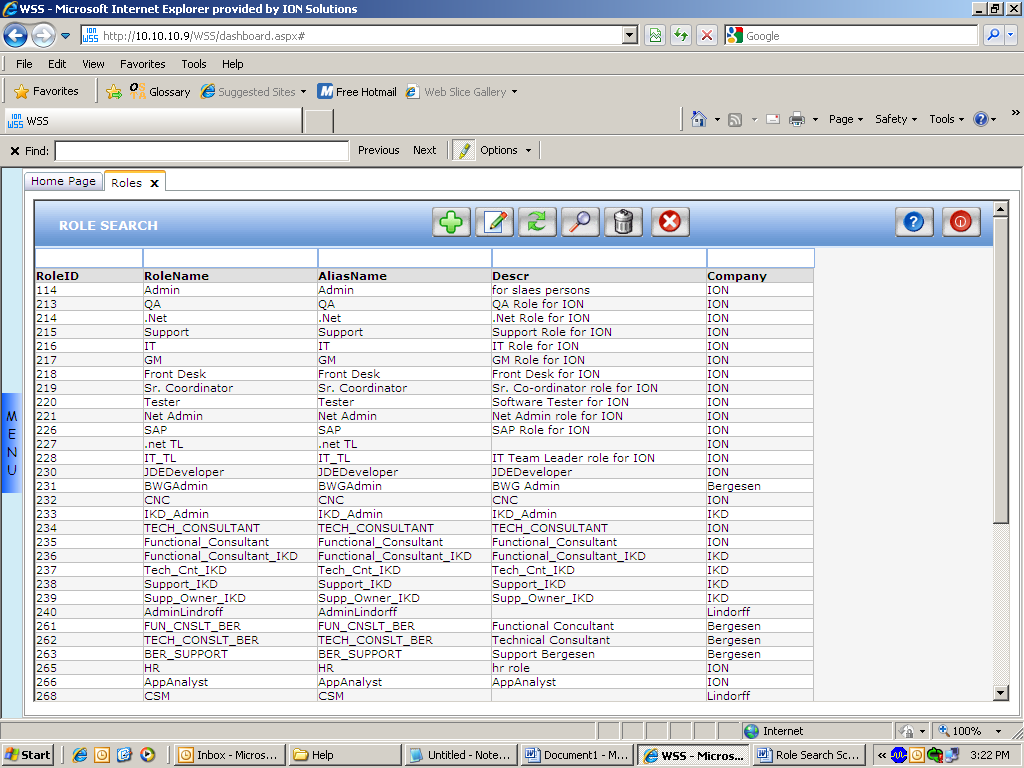 WSS - Microsoft Internet Explorer provided by ION Solutions
ION WSS http://10.10.10.9/WSS/dashboard.aspx# Google
File Edit View Favorites Tools Help
Favorites Glossary Suggested Sites Free Hotmail Web Slice Gallery
ION WSS WSS Page Safety Tools »
x Find: Previous Next Options
Home Page Roles x
ROLE SEARCH
MENU
RoleID RoleName AliasName Descr Company
114 Admin Admin for slaes persons ION
213 QA QA QA Role for ION ION
214 .Net .Net .Net Role for ION ION
215 Support Support Support Role for ION ION
216 IT IT IT Role for ION ION
217 GM GM GM Role for ION ION
218 Front Desk Front Desk Front Desk for ION ION
219 Sr. Coordinator Sr. Coordinator Sr. Co-ordinator role for ION ION
220 Tester Tester Software Tester for ION ION
221 Net Admin Net Admin Net Admin role for ION ION
226 SAP SAP SAP Role for ION ION
227 .net TL .net TL ION
228 IT_TL IT_TL IT Team Leader role for ION ION
230 JDEDeveloper JDEDeveloper JDEDeveloper ION
231 BWGAdmin BWGAdmin BWG Admin Bergesen
232 CNC CNC CNC ION
233 IKD_Admin IKD_Admin IKD_Admin IKD
234 TECH_CONSULTANT TECH_CONSULTANT TECH_CONSULTANT ION
235 Functional_Consultant Functional_Consultant Functional_Consultant ION
236 Functional_Consultant_IKD Functional_Consultant_IKD Functional_Consultant_IKD IKD
237 Tech_Cnt_IKD Tech_Cnt_IKD Tech_Cnt_IKD IKD
238 Support_IKD Support_IKD Support_IKD IKD
239 Supp_Owner_IKD Supp_Owner_IKD Supp_Owner_IKD IKD
240 AdminLindroff AdminLindorff Lindorff
261 FUN_CNSLT_BER FUN_CNSLT_BER Functional Concultant Bergesen
262 TECH_CONSLT_BER TECH_CONSLT_BER Technical Consultant Bergesen
263 BER_SUPPORT BER_SUPPORT Support Bergesen Bergesen
265 HR HR hr role ION
266 AppAnalyst AppAnalyst AppAnalyst ION
268 CSM CSM Lindorff
Internet 100%
Start Inbox - Micros... Help Untitled - Note... Document1 - M... WSS - Micros... Role Search Sc... « 3:22 PM